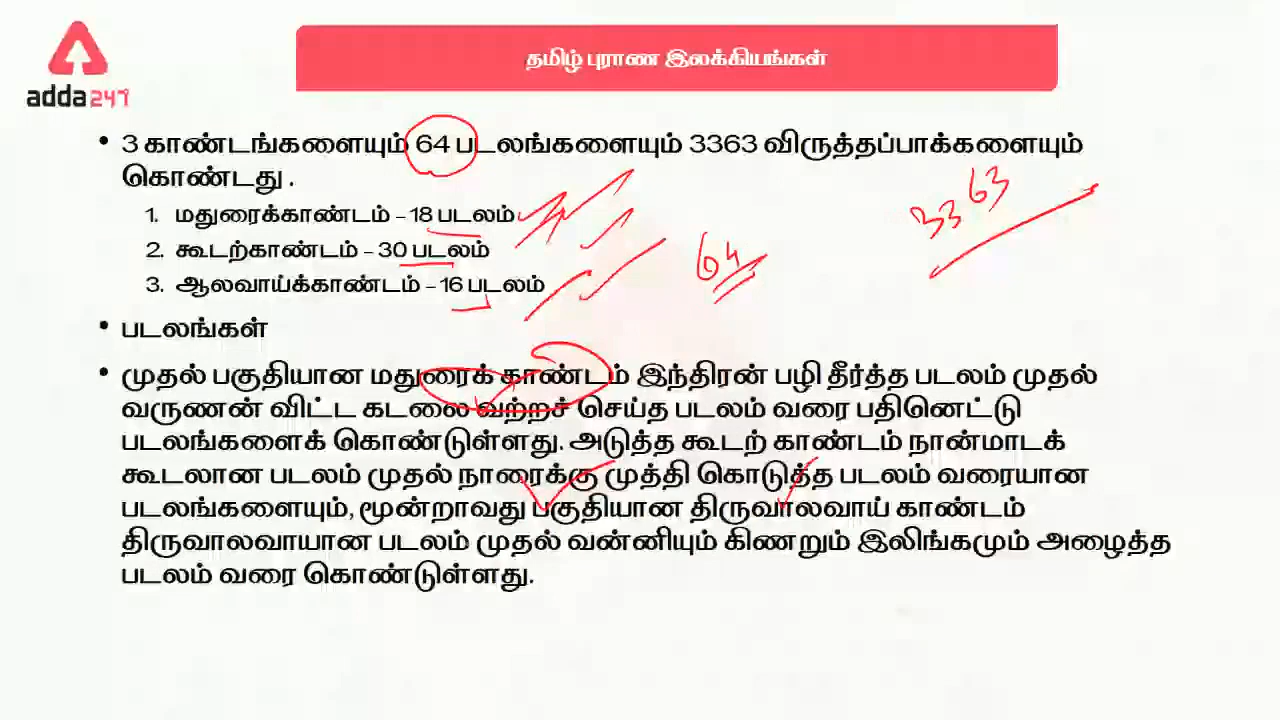 adda247
தமிழ் புராண இலக்கியங்கள்
• 3 காண்டங்களையும் 64 படலங்களையும் 3363 விருத்தப்பாக்களையும்
கொண்டது .
1. மதுரைக்காண்டம் – 18 படலம்
2. கூடற்காண்டம் – 30 படலம்
3. ஆலவாய்க்காண்டம் – 16 படலம்
3363
64
• படலங்கள்
• முதல் பகுதியான மதுரைக் காண்டம் இந்திரன் பழி தீர்த்த படலம் முதல்
வருணன் விட்ட கடலை வற்றச் செய்த படலம் வரை பதினெட்டு
படலங்களைக் கொண்டுள்ளது. அடுத்த கூடற் காண்டம் நான்மாடக்
கூடலான படலம் முதல் நாரைக்கு முத்தி கொடுத்த படலம் வரையான
படலங்களையும், மூன்றாவது பகுதியான திருவாலவாய் காண்டம்
திருவாலவாயான படலம் முதல் வன்னியும் கிணறும் இலிங்கமும் அழைத்த
படலம் வரை கொண்டுள்ளது.